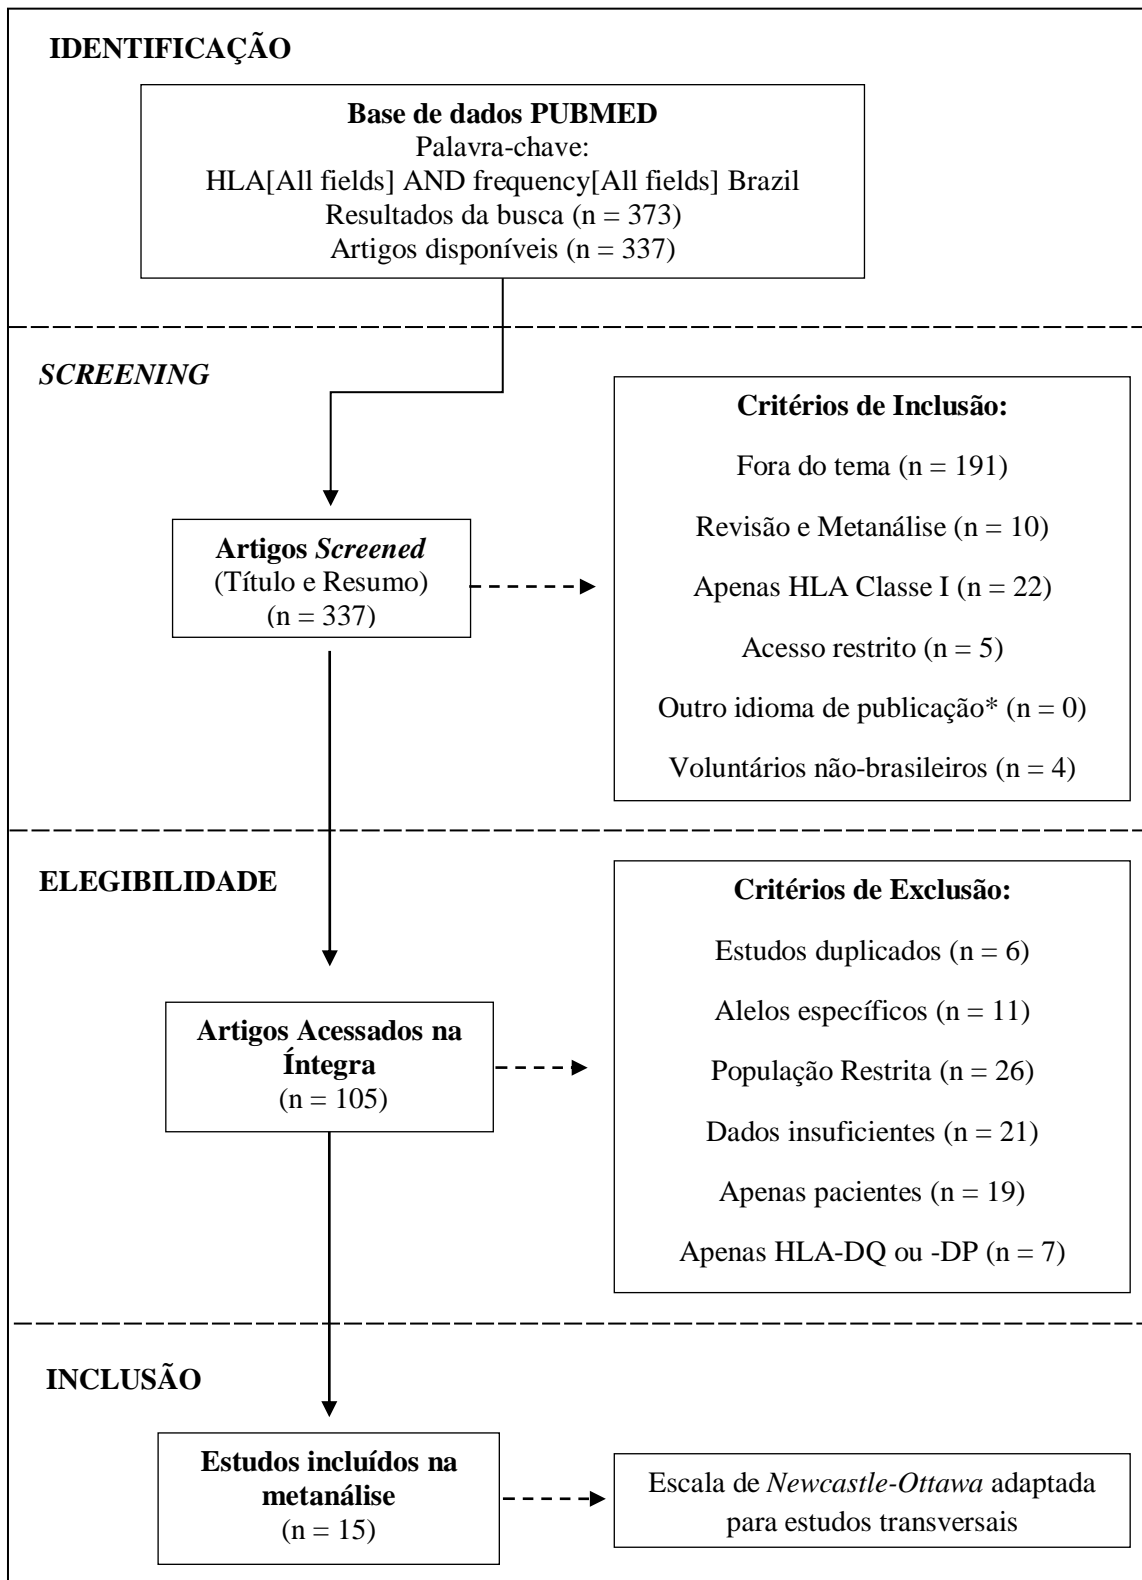 IDENTIFICAÇÃO
Base de dados PUBMED
Palavra-chave:
HLA[All fields] AND frequency[All fields] Brazil
Resultados da busca (n = 373)
Artigos disponíveis (n = 337)
SCREENING
Artigos Screened
(Título e Resumo)
(n = 337)
Critérios de Inclusão:
Fora do tema (n = 191)
Revisão e Metanálise (n = 10)
Apenas HLA Classe I (n = 22)
Acesso restrito (n = 5)
Outro idioma de publicação* (n = 0)
Voluntários não-brasileiros (n = 4)
ELEGIBILIDADE
Artigos Acessados na
Íntegra
(n = 105)
Critérios de Exclusão:
Estudos duplicados (n = 6)
Alelos específicos (n = 11)
População Restrita (n = 26)
Dados insuficientes (n = 21)
Apenas pacientes (n = 19)
Apenas HLA-DQ ou -DP (n = 7)
INCLUSÃO
Estudos incluídos na
metanálise
(n = 15)
Escala de Newcastle-Ottawa adaptada
para estudos transversais